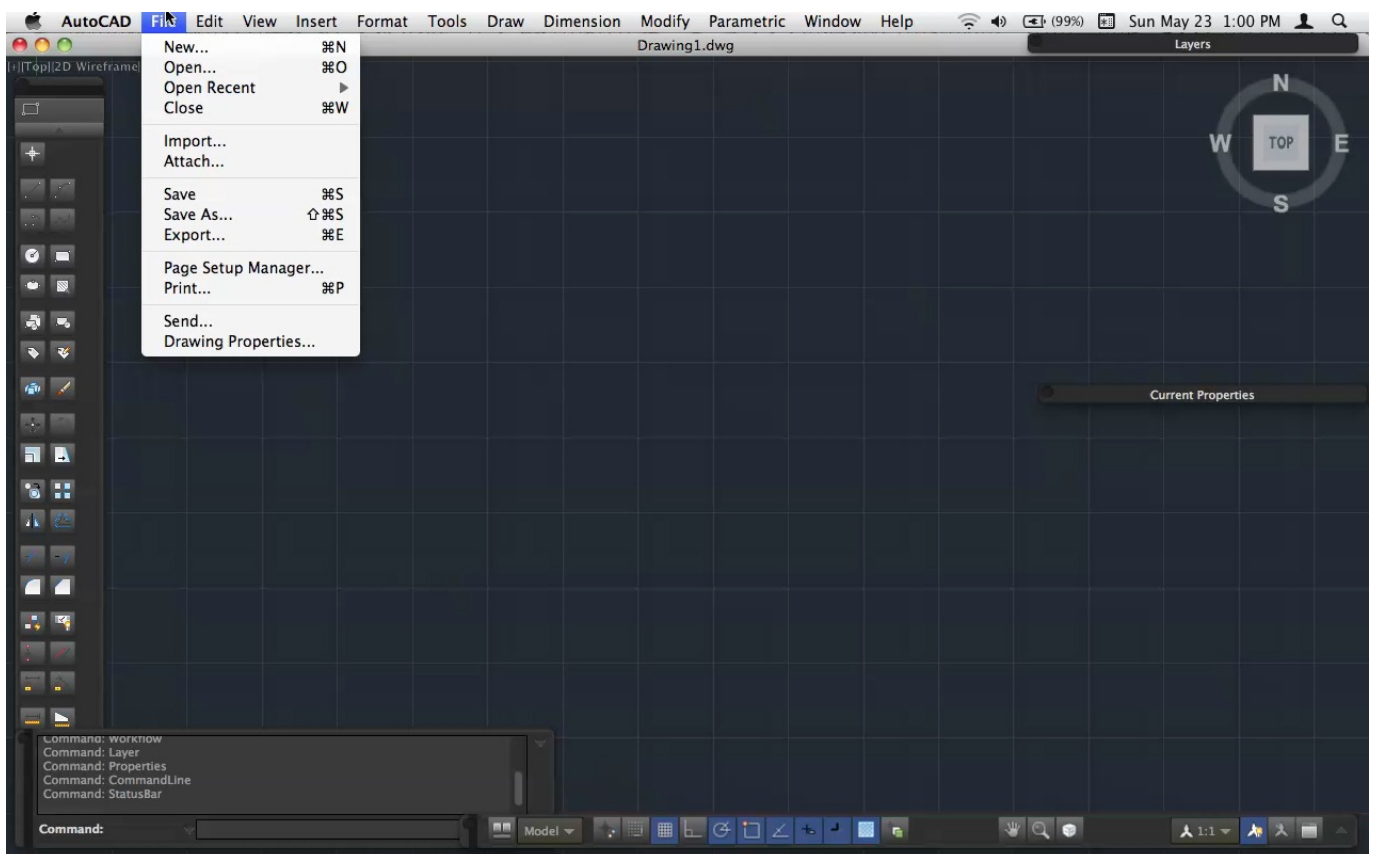 AutoCAD File Edit View Insert Format Tools Draw Dimension Modify Parametric Window Help (99%) Sun May 23 1:00 PM
Drawing1.dwg
Layers
[+][Top][2D Wireframe]
New... ⌘N
Open... ⌘O
Open Recent ▶
Close ⌘W
Import...
Attach...
Save ⌘S
Save As... ⇧⌘S
Export... ⌘E
Page Setup Manager...
Print... ⌘P
Send...
Drawing Properties...
N
W TOP E
S
Current Properties
Command: Workflow
Command: Layer
Command: Properties
Command: CommandLine
Command: StatusBar
Command:
Model
1:1